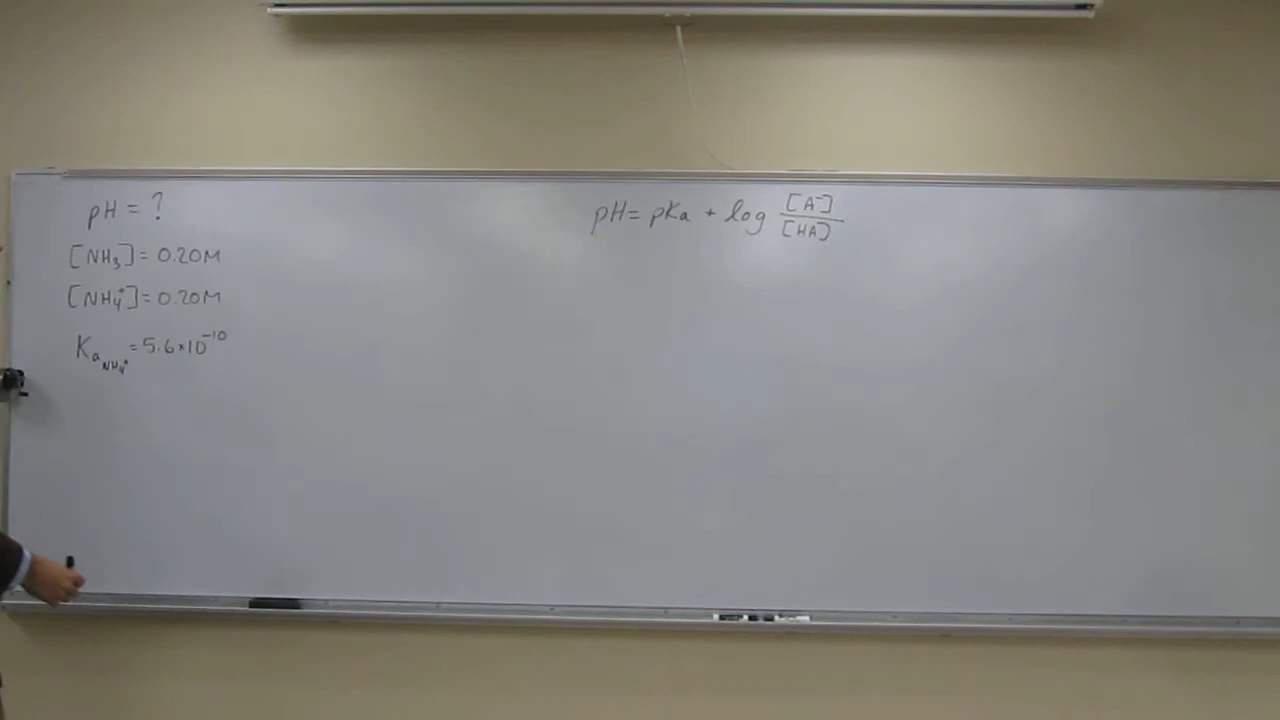 pH = ?
[NH₃] = 0.20M
[NH₄⁺] = 0.20M
Ka NH₄⁺ = 5.6×10⁻¹⁰
pH = pKa + log [A⁻]/[HA]